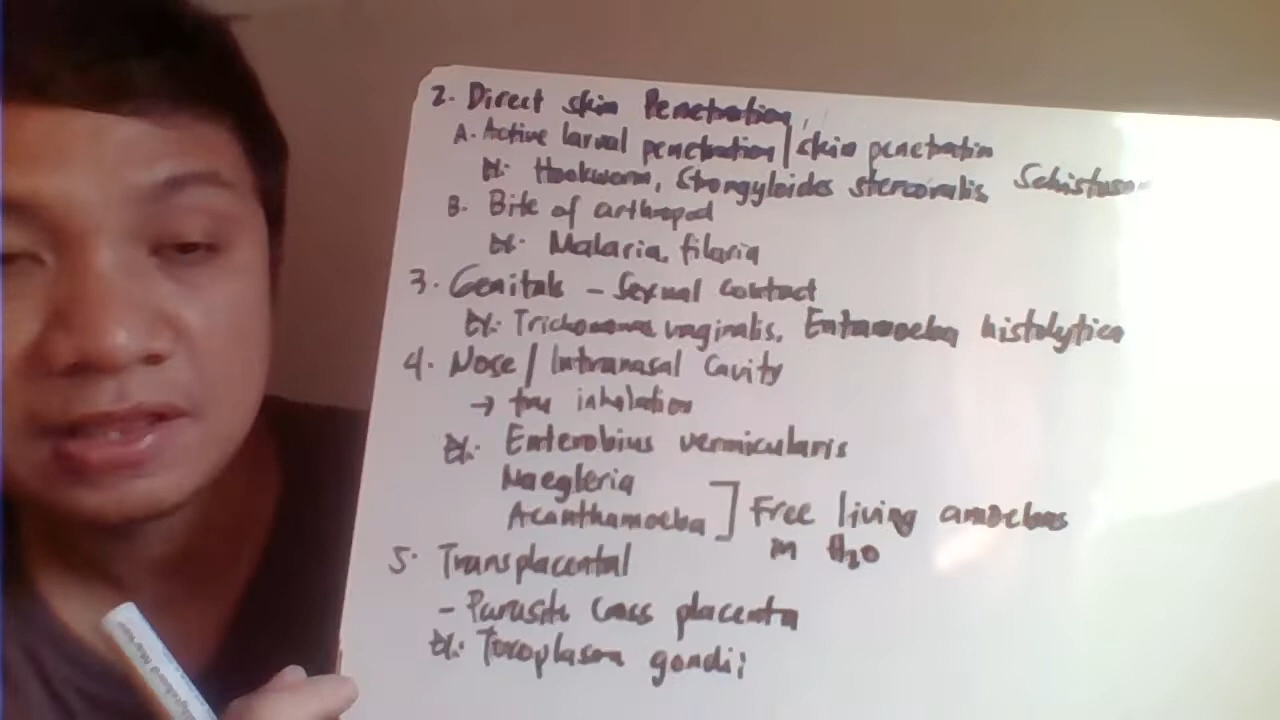 2. Direct skin Penetration,
A. Active larval penetration/skin penetration
Ex: Hookworm, Strongyloides stercoralis, Schistosom
B. Bite of arthropod
Ex: Malaria, filaria
3. Genitals - Sexual contact
Ex: Trichomonas vaginalis, Entamoeba histolytica
4. Nose / Intranasal Cavity
→ inhalation
Ex: Enterobius vermicularis
Naegleria
Acanthamoeba ] Free living amoebas
in H2O
5. Transplacental
- Parasite Cross placenta
Ex: Toxoplasma gondii